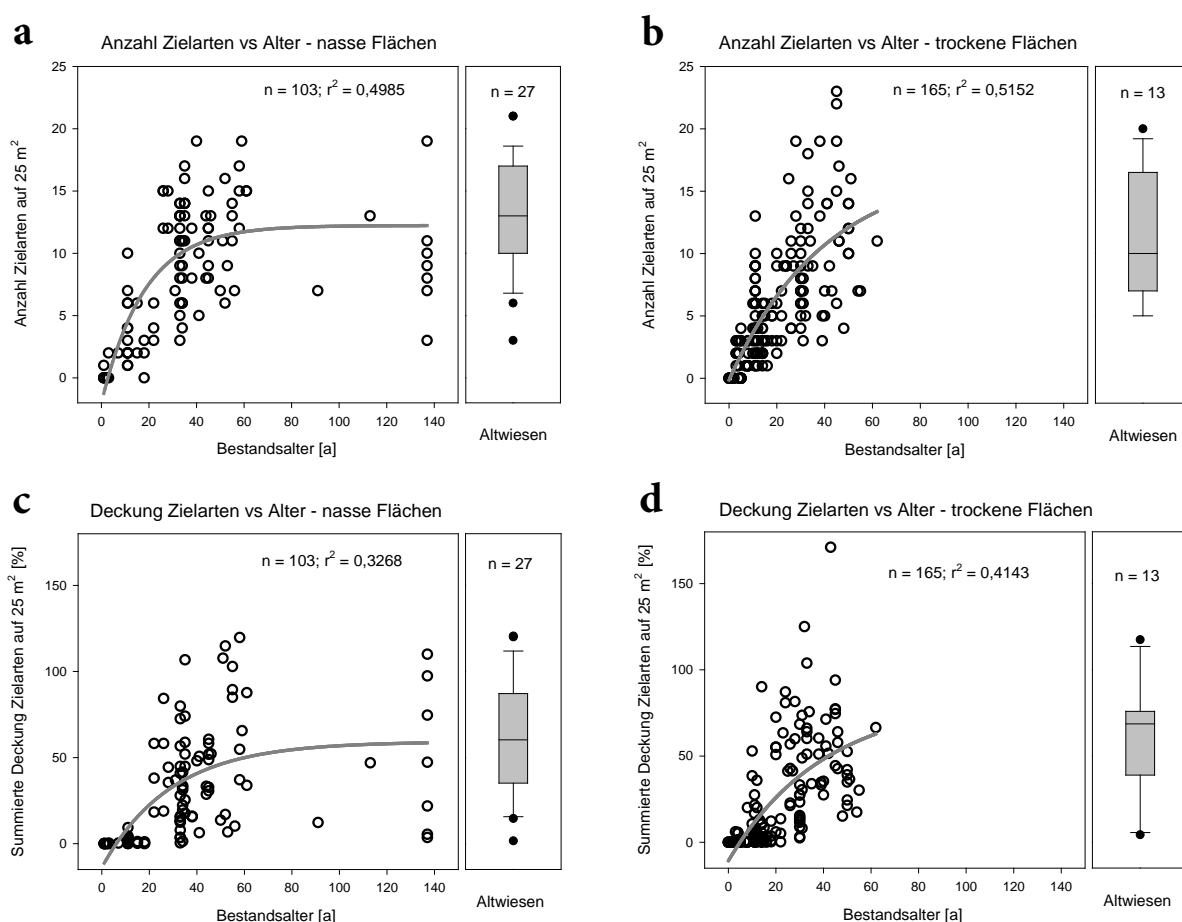 a
Anzahl Zielarten vs Alter - nasse Flächen
n = 103; r² = 0,4985
n = 27
Anzahl Zielarten auf 25 m²
25
20
15
10
5
0
0 20 40 60 80 100 120 140
Bestandsalter [a]
Altwiesen
b
Anzahl Zielarten vs Alter - trockene Flächen
n = 165; r² = 0,5152
n = 13
Anzahl Zielarten auf 25 m²
25
20
15
10
5
0
0 20 40 60 80 100 120 140
Bestandsalter [a]
Altwiesen
c
Deckung Zielarten vs Alter - nasse Flächen
n = 103; r² = 0,3268
n = 27
Summierte Deckung Zielarten auf 25 m² [%]
150
100
50
0
0 20 40 60 80 100 120 140
Bestandsalter [a]
Altwiesen
d
Deckung Zielarten vs Alter - trockene Flächen
n = 165; r² = 0,4143
n = 13
Summierte Deckung Zielarten auf 25 m² [%]
150
100
50
0
0 20 40 60 80 100 120 140
Bestandsalter [a]
Altwiesen